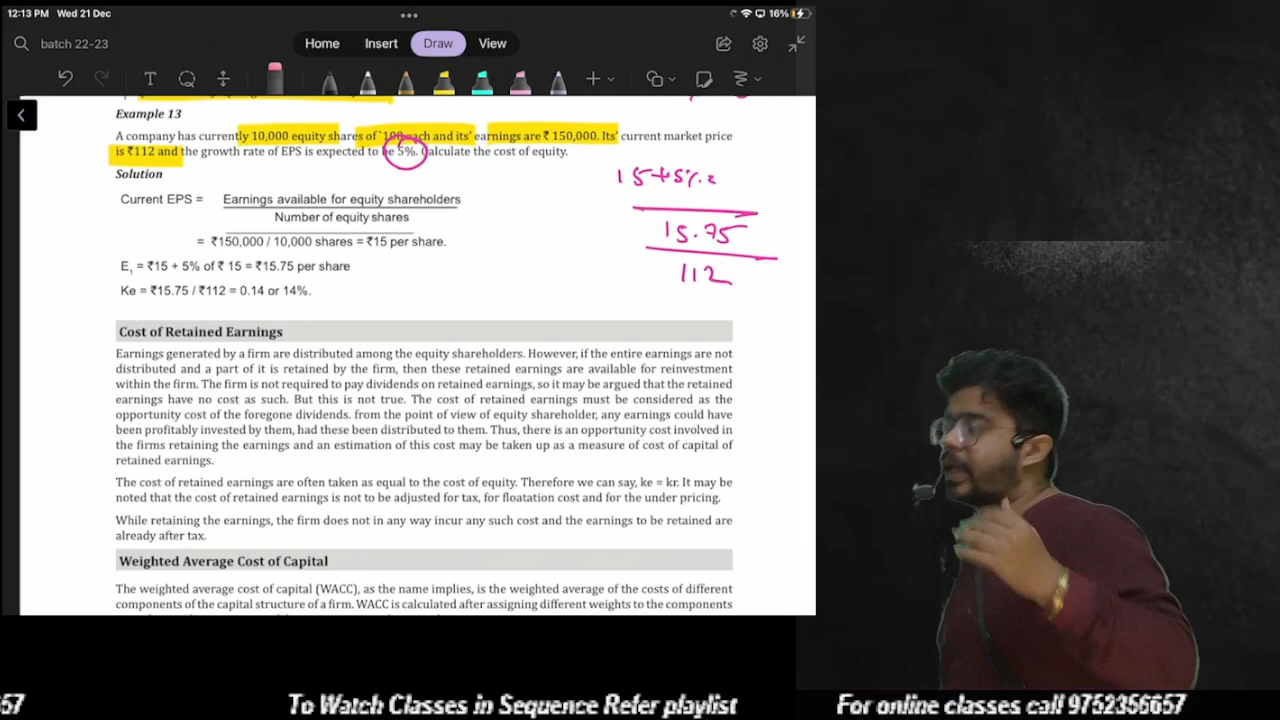 12:13 PM Wed 21 Dec
16%
batch 22-23
Home Insert Draw View
Example 13
A company has currently 10,000 equity shares of `100 each and its' earnings are ₹ 150,000. Its' current market price
is ₹112 and the growth rate of EPS is expected to be 5%. Calculate the cost of equity.
15+5%
Solution
Current EPS = Earnings available for equity shareholders
Number of equity shares
15.75
= ₹150,000 / 10,000 shares = ₹15 per share.
E1 = ₹15 + 5% of ₹ 15 = ₹15.75 per share
112
Ke = ₹15.75 / ₹112 = 0.14 or 14%.
Cost of Retained Earnings
Earnings generated by a firm are distributed among the equity shareholders. However, if the entire earnings are not
distributed and a part of it is retained by the firm, then these retained earnings are available for reinvestment
within the firm. The firm is not required to pay dividends on retained earnings, so it may be argued that the retained
earnings have no cost as such. But this is not true. The cost of retained earnings must be considered as the
opportunity cost of the foregone dividends. from the point of view of equity shareholder, any earnings could have
been profitably invested by them, had these been distributed to them. Thus, there is an opportunity cost involved in
the firms retaining the earnings and an estimation of this cost may be taken up as a measure of cost of capital of
retained earnings.
The cost of retained earnings are often taken as equal to the cost of equity. Therefore we can say, ke = kr. It may be
noted that the cost of retained earnings is not to be adjusted for tax, for floatation cost and for the under pricing.
While retaining the earnings, the firm does not in any way incur any such cost and the earnings to be retained are
already after tax.
Weighted Average Cost of Capital
The weighted average cost of capital (WACC), as the name implies, is the weighted average of the costs of different
components of the capital structure of a firm. WACC is calculated after assigning different weights to the components
57 To Watch Classes in Sequence Refer playlist For online classes call 9752356657